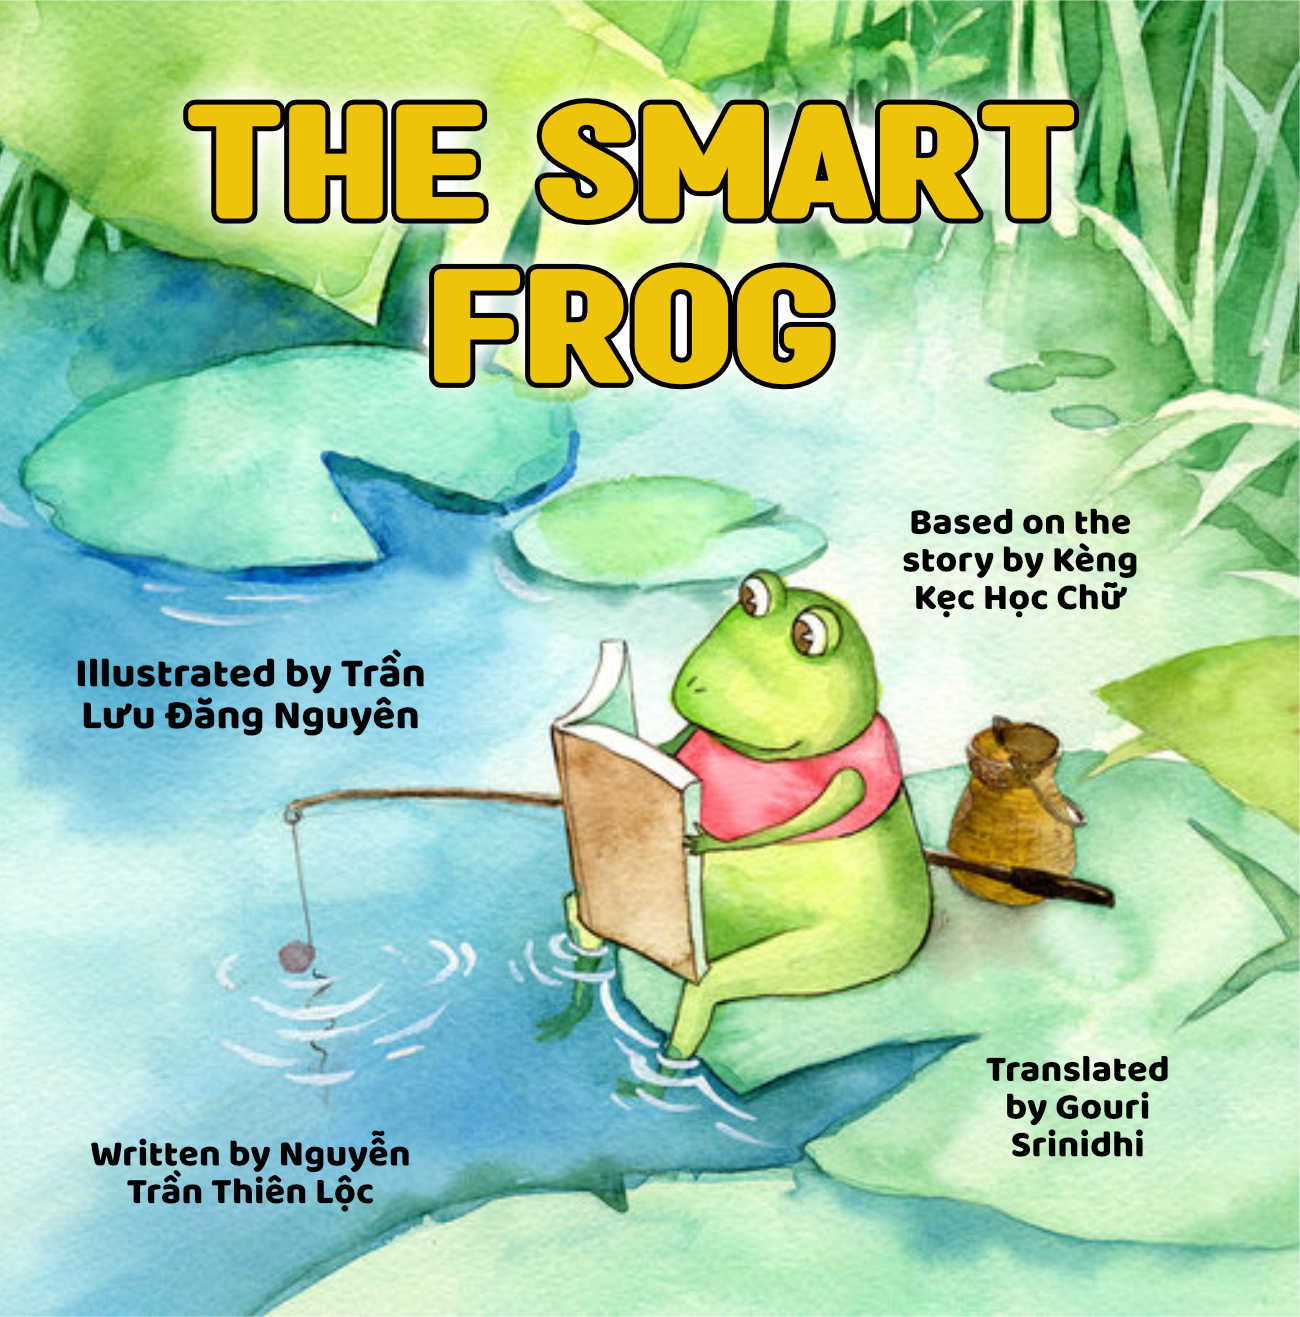 THE SMART
FROG
Based on the
story by Kèng
Kẹc Học Chữ
Illustrated by Trần
Lưu Đăng Nguyên
Translated
by Gouri
Srinidhi
Written by Nguyễn
Trần Thiên Lộc